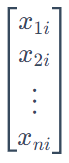 x_{1i}
x_{2i}
⋮
x_{ni}